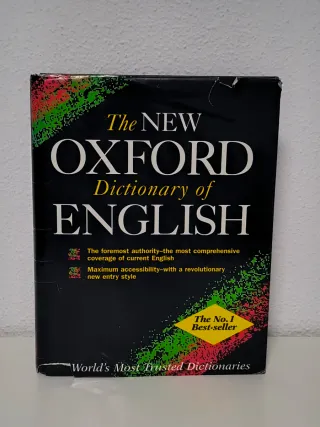 The NEW
OXFORD
Dictionary of
ENGLISH
The foremost authority–the most comprehensive
coverage of current English
Maximum accessibility–with a revolutionary
new entry style
The No. 1
Best-seller
World's Most Trusted Dictionaries